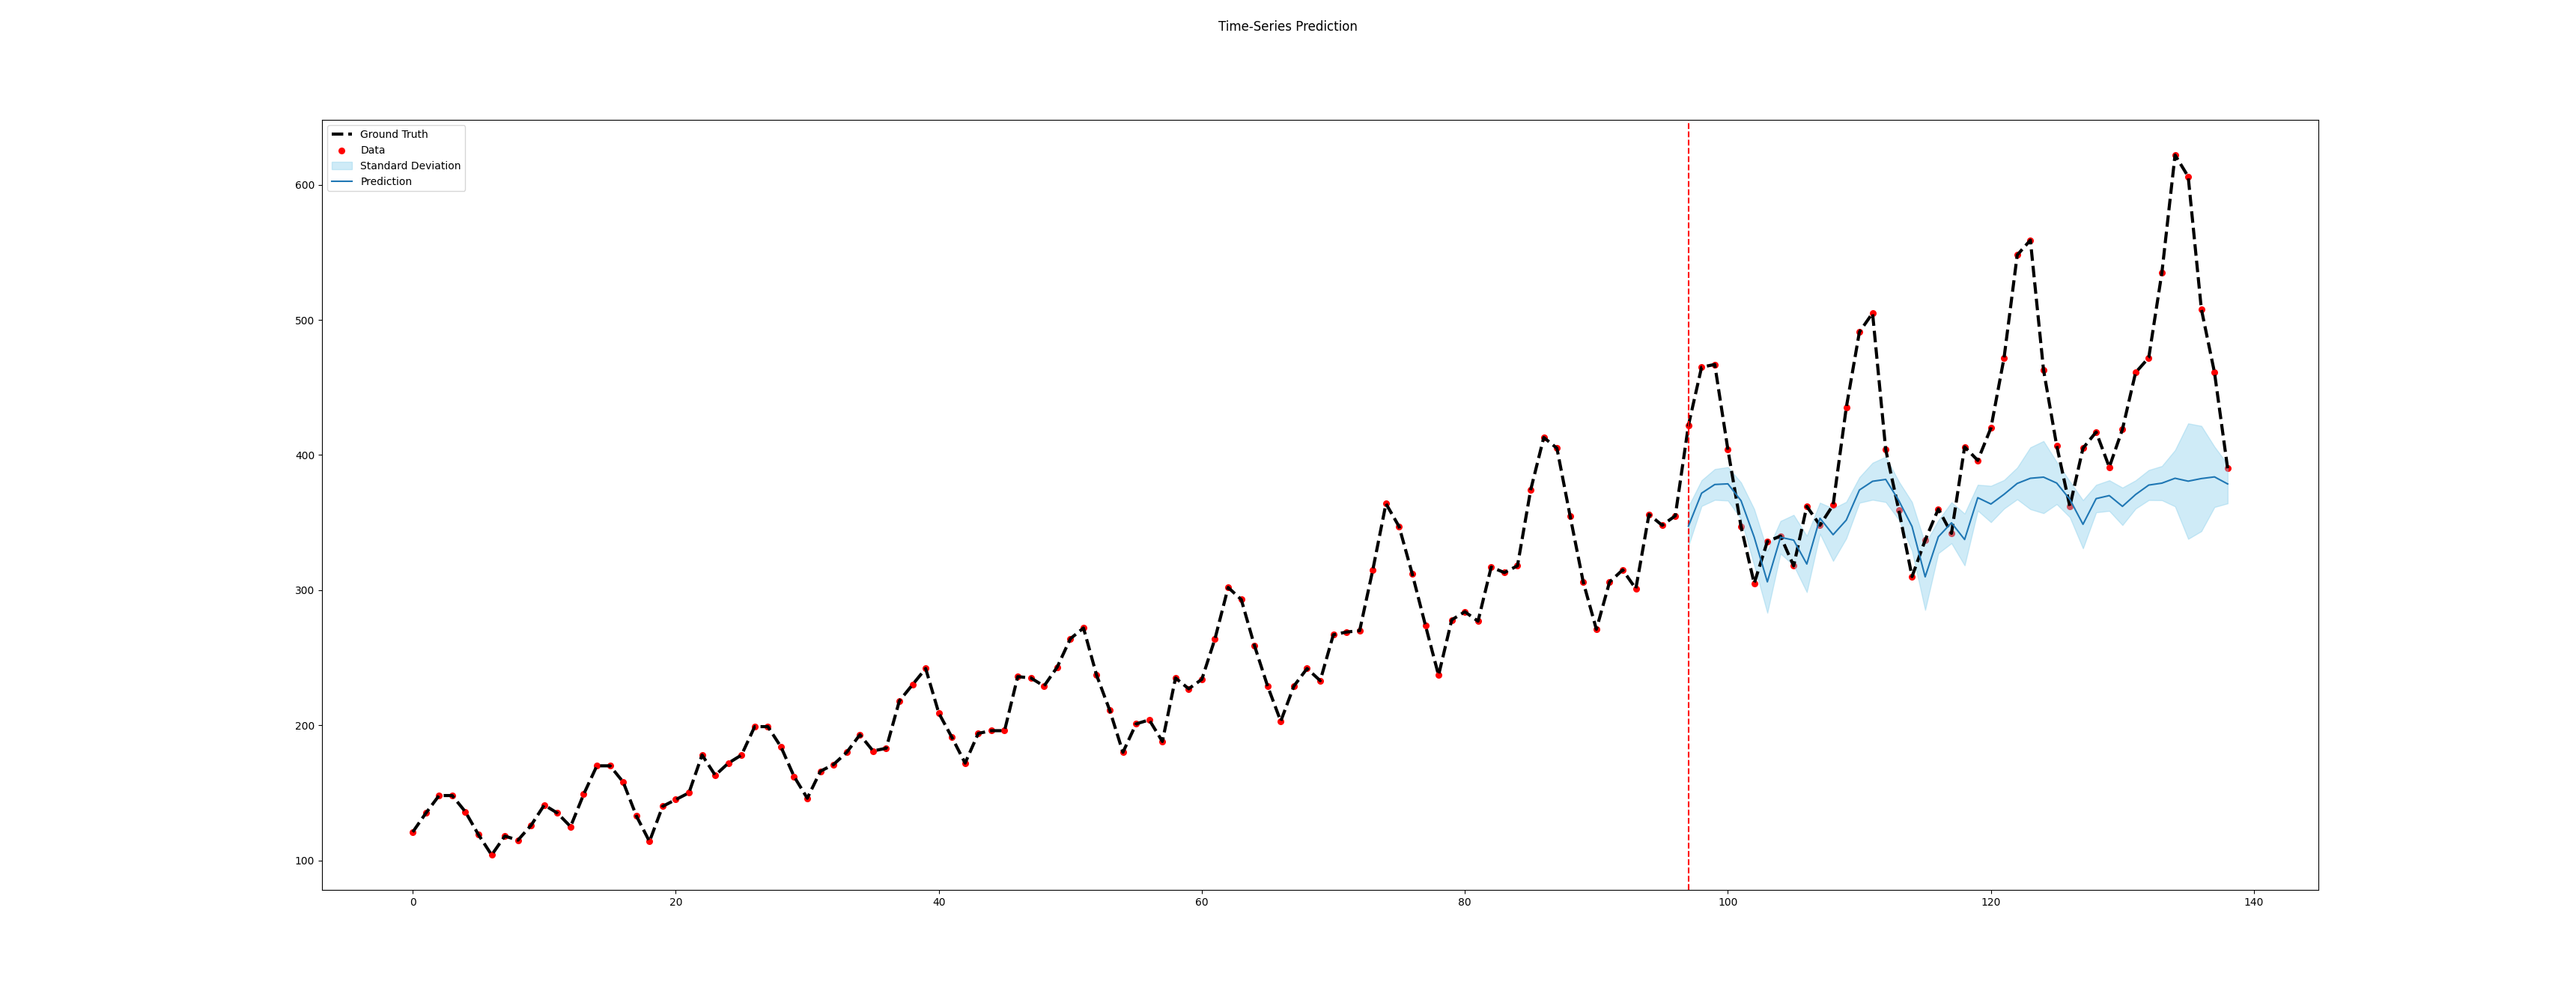 Time-Series Prediction
Ground Truth
Data
Standard Deviation
Prediction
600
500
400
300
200
100
0 20 40 60 80 100 120 140